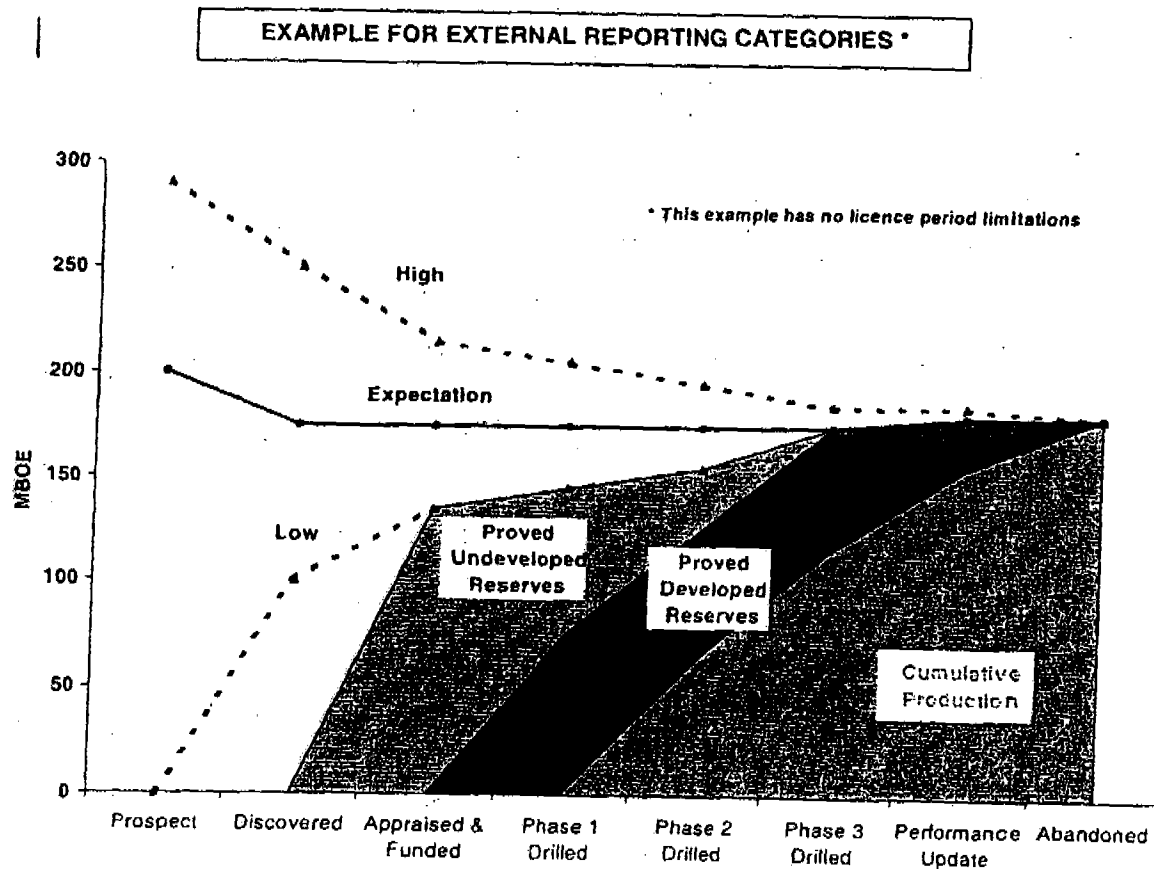 EXAMPLE FOR EXTERNAL REPORTING CATEGORIES *
* This example has no licence period limitations
300
250
200
150
100
50
0
MBOE
High
Expectation
Low
Proved
Undeveloped
Reserves
Proved
Developed
Reserves
Cumulative
Production
Prospect
Discovered
Appraised &
Funded
Phase 1
Drilled
Phase 2
Drilled
Phase 3
Drilled
Performance
Update
Abandoned